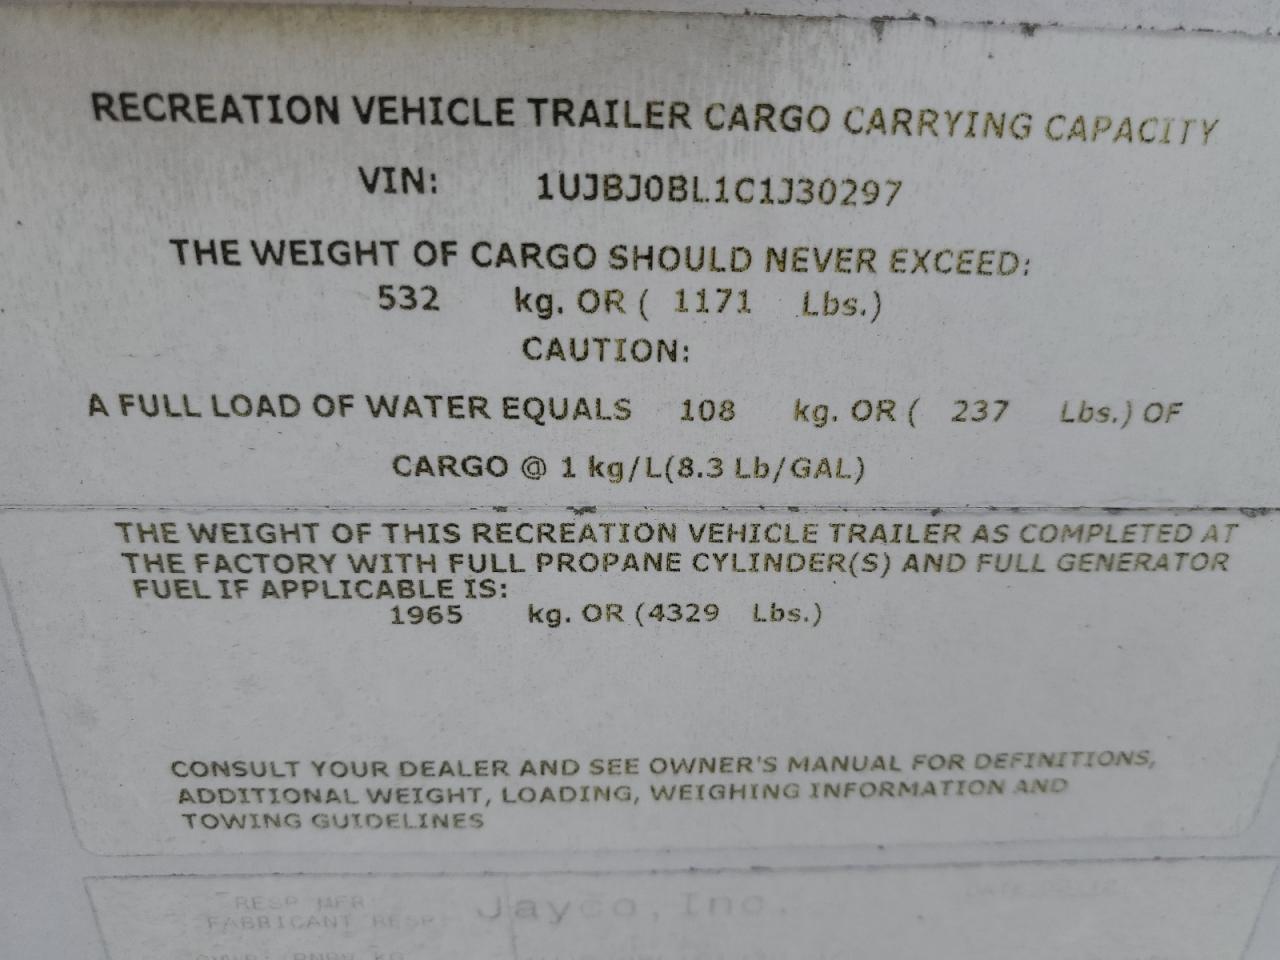 RECREATION VEHICLE TRAILER CARGO CARRYING CAPACITY
VIN: 1UJBJ0BL1C1J30297
THE WEIGHT OF CARGO SHOULD NEVER EXCEED:
532 kg. OR ( 1171 Lbs.)
CAUTION:
A FULL LOAD OF WATER EQUALS 108 kg. OR ( 237 Lbs.) OF
CARGO @ 1 kg/L(8.3 Lb/GAL)
THE WEIGHT OF THIS RECREATION VEHICLE TRAILER AS COMPLETED AT
THE FACTORY WITH FULL PROPANE CYLINDER(S) AND FULL GENERATOR
FUEL IF APPLICABLE IS:
1965 kg. OR (4329 Lbs.)
CONSULT YOUR DEALER AND SEE OWNER'S MANUAL FOR DEFINITIONS,
ADDITIONAL WEIGHT, LOADING, WEIGHING INFORMATION AND
TOWING GUIDELINES
RESP MFR
FABRICANT RESP
Jayco, Inc.